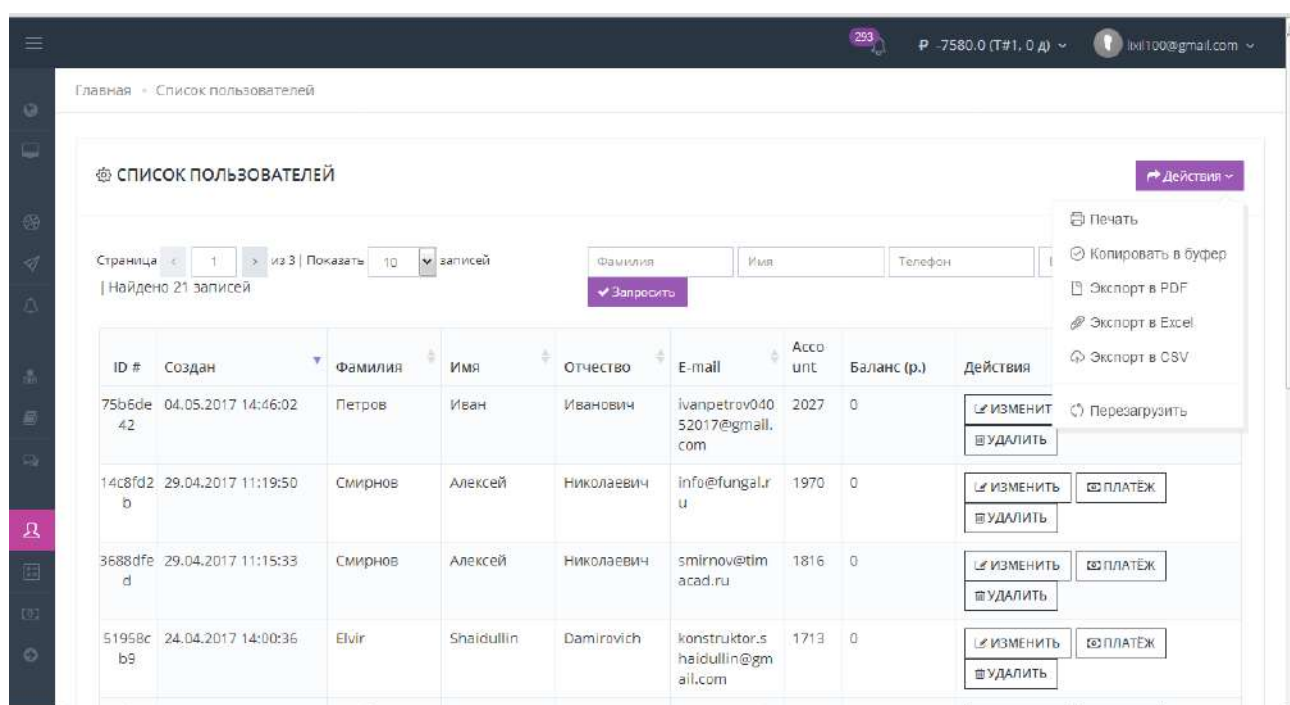 293
₽ -7580.0 (T#1, 0 д)
lixil100@gmail.com
Главная
Список пользователей
СПИСОК ПОЛЬЗОВАТЕЛЕЙ
Действия
Печать
Копировать в буфер
Экспорт в PDF
Экспорт в Excel
Экспорт в CSV
Перезагрузить
Страница < 1 > из 3 | Показать 10 записей
| Найдено 21 записей
Фамилия Имя Телефон
Запросить
ID # Создан Фамилия Имя Отчество E-mail Acco
unt Баланс (р.) Действия
75b6de 04.05.2017 14:46:02 Петров Иван Иванович ivanpetrov040 2027 0 ИЗМЕНИТ
42 52017@gmail. УДАЛИТЬ
com
14c8fd2 29.04.2017 11:19:50 Смирнов Алексей Николаевич info@fungal.r 1970 0 ИЗМЕНИТЬ ПЛАТЁЖ
b u УДАЛИТЬ
3688dfe 29.04.2017 11:15:33 Смирнов Алексей Николаевич smirnov@tim 1816 0 ИЗМЕНИТЬ ПЛАТЁЖ
d acad.ru УДАЛИТЬ
51958c 24.04.2017 14:00:36 Elvir Shaidullin Damirovich konstruktor.s 1713 0 ИЗМЕНИТЬ ПЛАТЁЖ
b9 haidullin@gm УДАЛИТЬ
ail.com